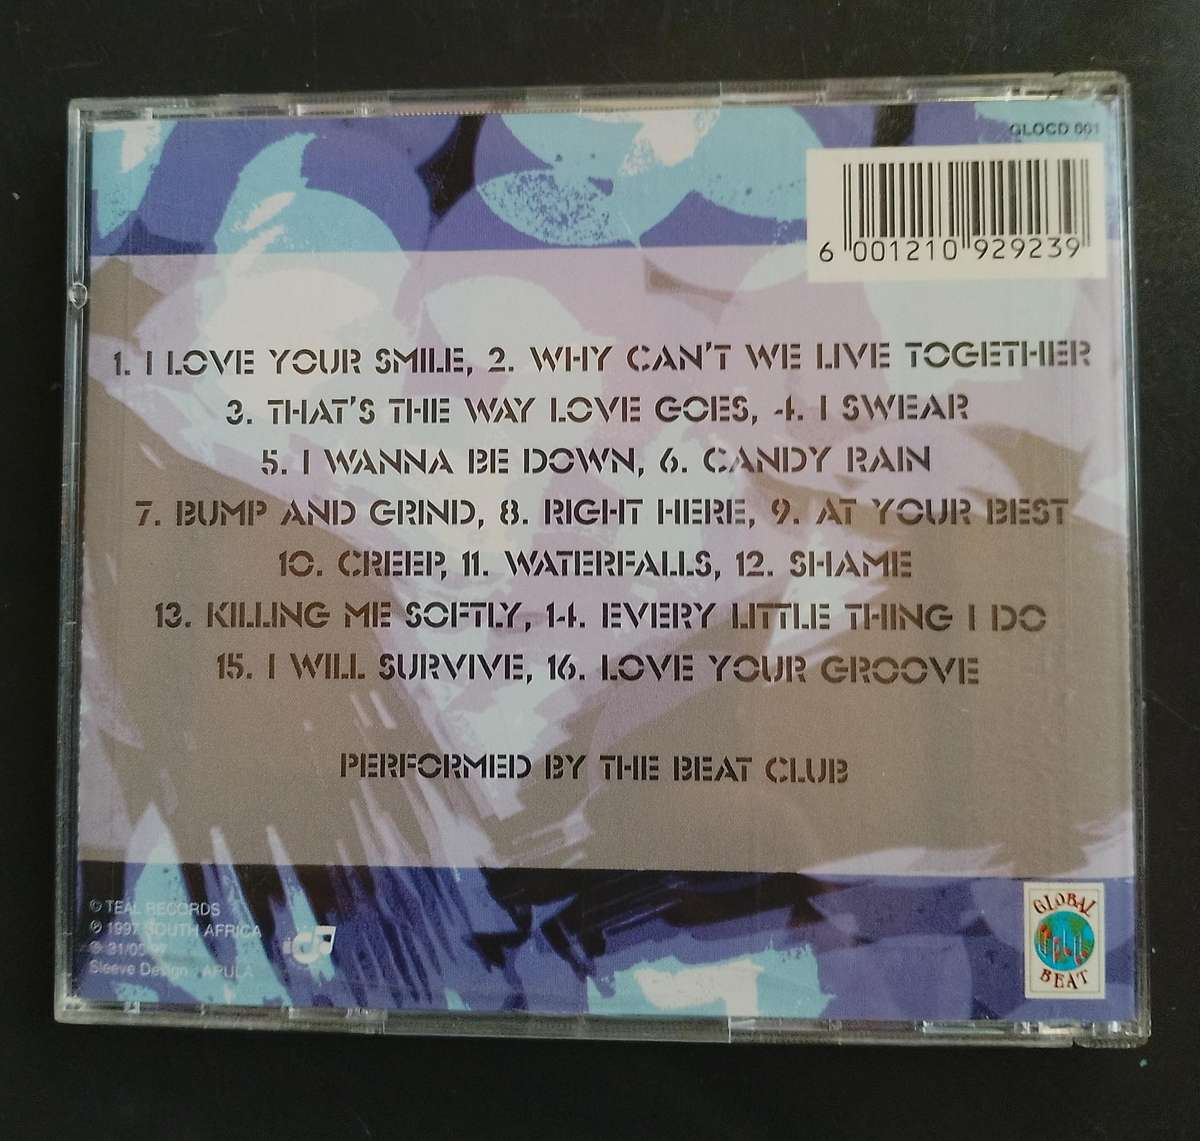 GLOCD 001
6 001210 929239
1. I LOVE YOUR SMILE, 2. WHY CAN'T WE LIVE TOGETHER
3. THAT'S THE WAY LOVE GOES, 4. I SWEAR
5. I WANNA BE DOWN, 6. CANDY RAIN
7. BUMP AND GRIND, 8. RIGHT HERE, 9. AT YOUR BEST
10. CREEP, 11. WATERFALLS, 12. SHAME
13. KILLING ME SOFTLY, 14. EVERY LITTLE THING I DO
15. I WILL SURVIVE, 16. LOVE YOUR GROOVE
PERFORMED BY THE BEAT CLUB
© TEAL RECORDS
℗ 1997 SOUTH AFRICA
Sleeve Design : APULA
GLOBAL
BEAT